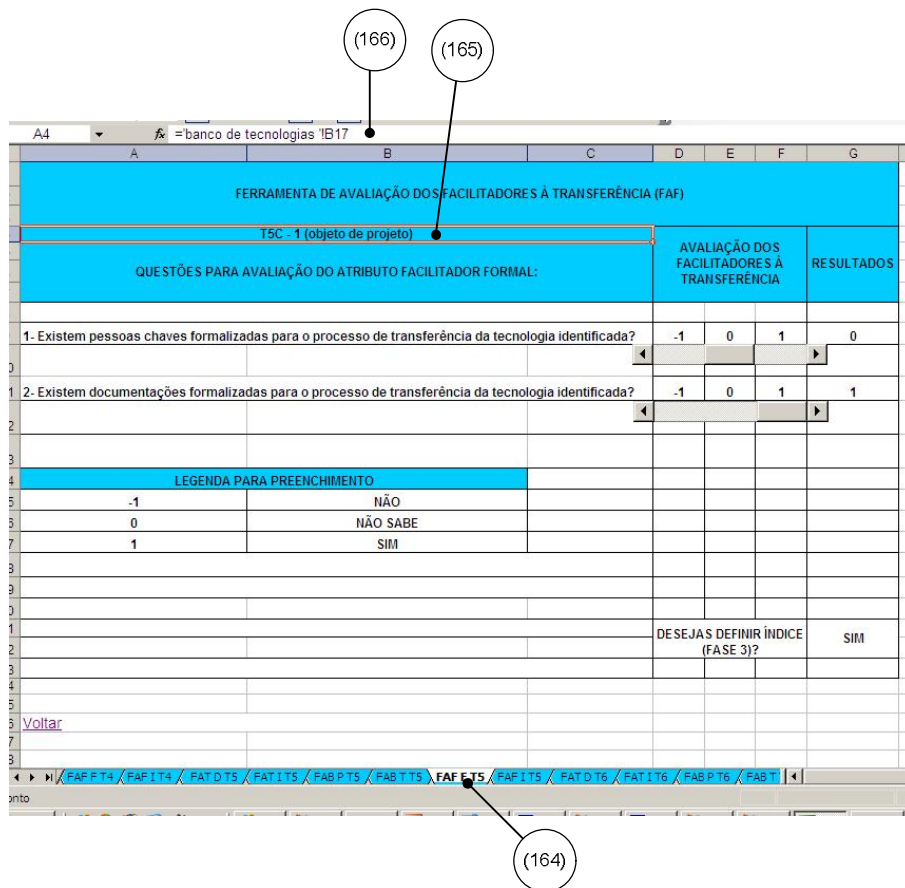 (166)
(165)
A4 fx ='banco de tecnologias '!B17
A B C D E F G
FERRAMENTA DE AVALIAÇÃO DOS FACILITADORES À TRANSFERÊNCIA (FAF)
T5C - 1 (objeto de projeto)
QUESTÕES PARA AVALIAÇÃO DO ATRIBUTO FACILITADOR FORMAL:
AVALIAÇÃO DOS
FACILITADORES À
TRANSFERÊNCIA
RESULTADOS
1- Existem pessoas chaves formalizadas para o processo de transferência da tecnologia identificada? -1 0 1 0
2- Existem documentações formalizadas para o processo de transferência da tecnologia identificada? -1 0 1 1
LEGENDA PARA PREENCHIMENTO
-1 NÃO
0 NÃO SABE
1 SIM
DESEJAS DEFINIR ÍNDICE
(FASE 3)?
SIM
Voltar
FAF F T4 FAF I T4 FAT D T5 FAT I T5 FAB P T5 FAB T T5 FAF F T5 FAF I T5 FAT D T6 FAT I T6 FAB P T6 FAB T
(164)